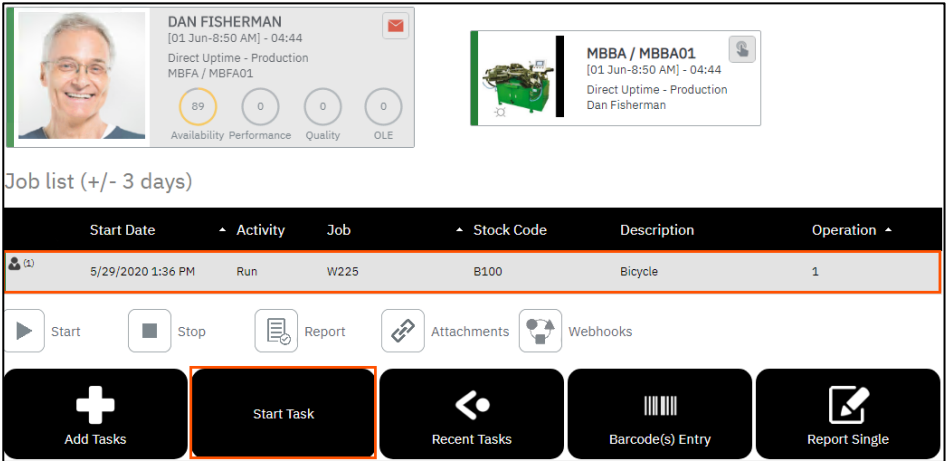 DAN FISHERMAN
[01 Jun-8:50 AM] - 04:44
Direct Uptime - Production
MBFA / MBFA01
89 0 0 0
Availability Performance Quality OLE
MBBA / MBBA01
[01 Jun-8:50 AM] - 04:44
Direct Uptime - Production
Dan Fisherman
Job list (+/- 3 days)
Start Date Activity Job Stock Code Description Operation
(1) 5/29/2020 1:36 PM Run W225 B100 Bicycle 1
Start Stop Report Attachments Webhooks
Add Tasks Start Task Recent Tasks Barcode(s) Entry Report Single